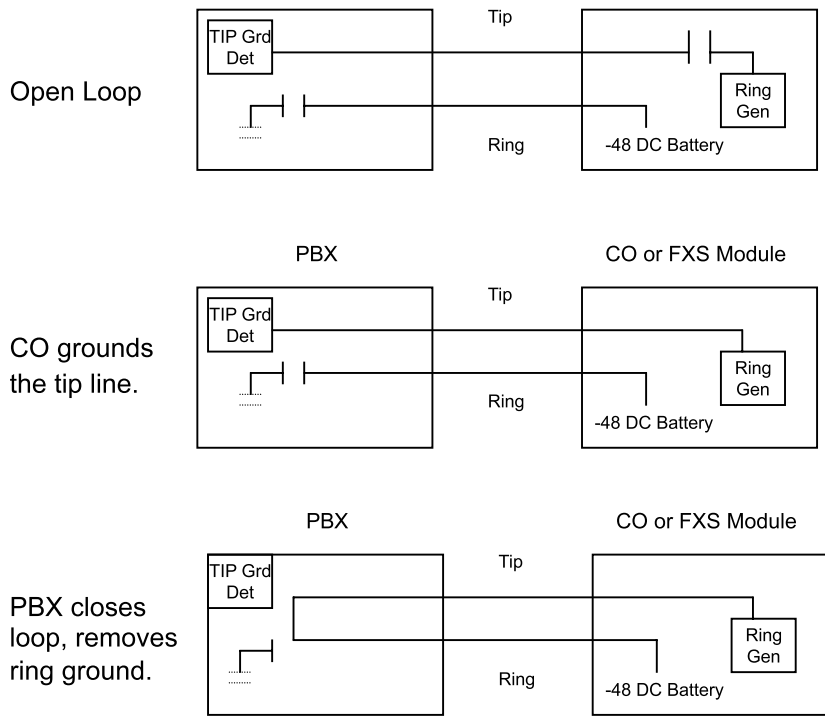 Tip
TIP Grd
Det
Open Loop
Ring
Gen
Ring
-48 DC Battery
PBX
CO or FXS Module
Tip
TIP Grd
Det
CO grounds
the tip line.
Ring
Gen
Ring
-48 DC Battery
PBX
CO or FXS Module
Tip
TIP Grd
Det
PBX closes
loop, removes
ring ground.
Ring
Gen
Ring
-48 DC Battery